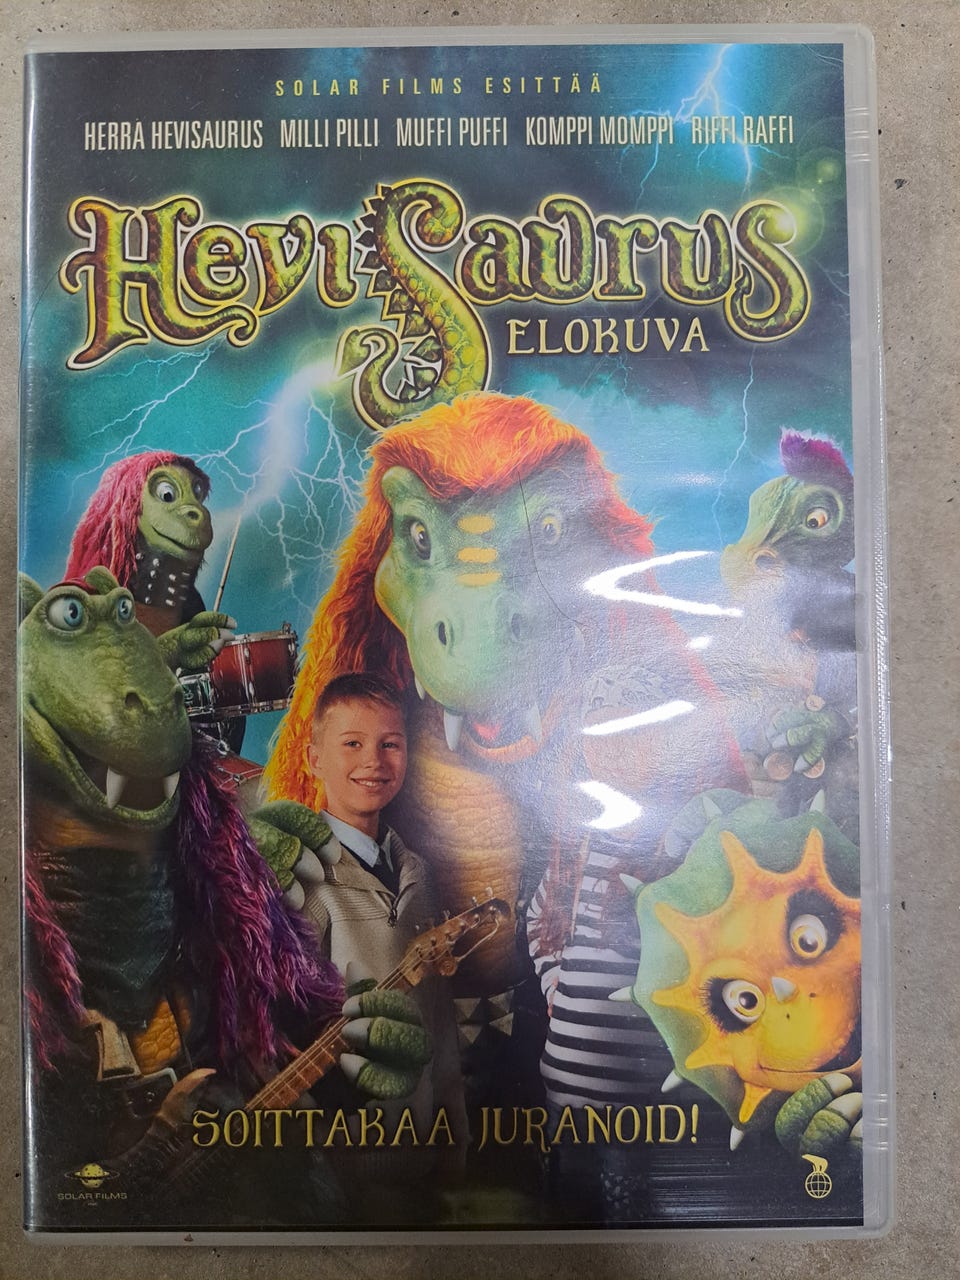 SOLAR FILMS ESITTÄÄ
HERRA HEVISAURUS MILLI PILLI MUFFI PUFFI KOMPPI MOMPPI RIFFI RAFFI
HeviSaurus
ELOKUVA
SOITTAKAA JURANOID!
SOLAR FILMS